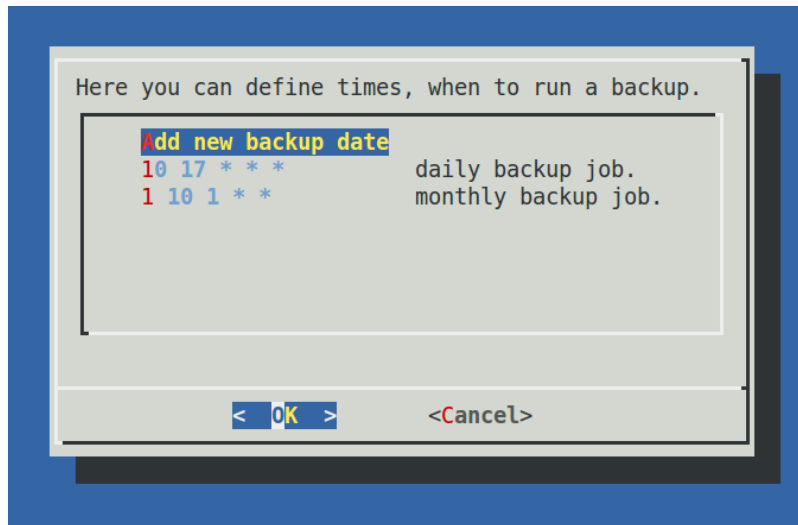 Here you can define times, when to run a backup.
Add new backup date
10 17 * * * daily backup job.
1 10 1 * * monthly backup job.
< OK > <Cancel>